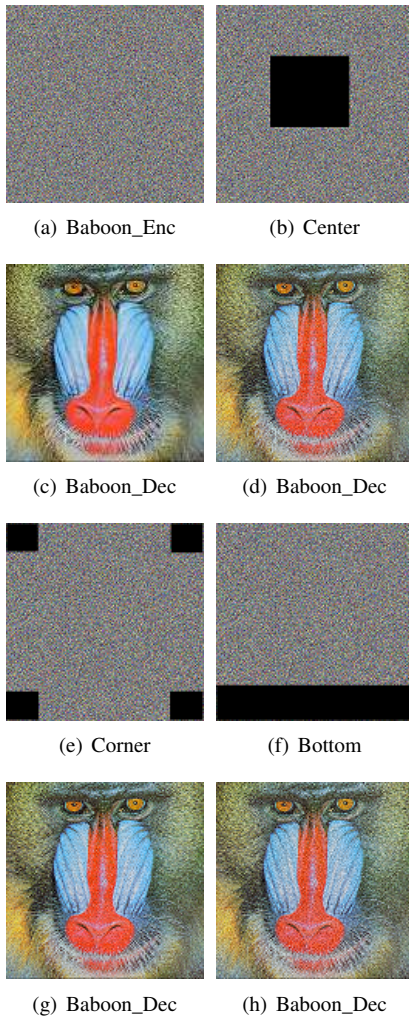 (a) Baboon_Enc
(b) Center
(c) Baboon_Dec
(d) Baboon_Dec
(e) Corner
(f) Bottom
(g) Baboon_Dec
(h) Baboon_Dec